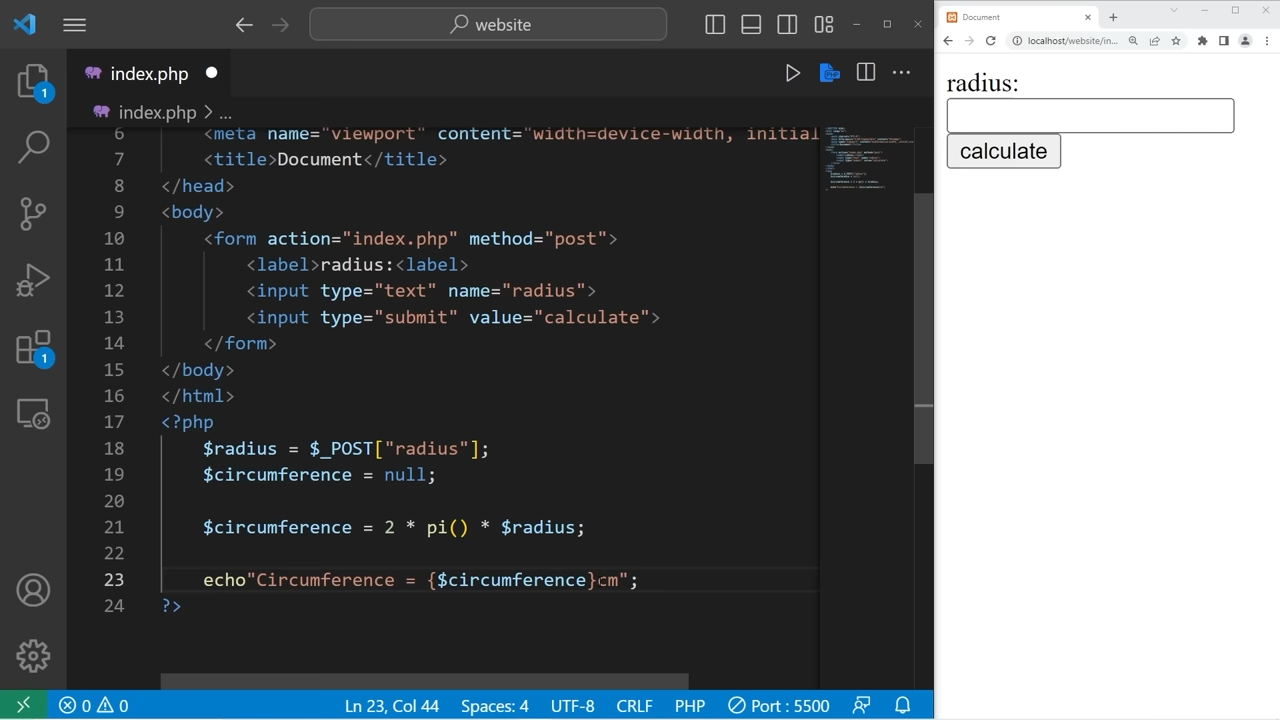 website
index.php
index.php > ...
6 <meta name="viewport" content="width=device-width, initial
7 <title>Document</title>
8 </head>
9 <body>
10 <form action="index.php" method="post">
11 <label>radius:<label>
12 <input type="text" name="radius">
13 <input type="submit" value="calculate">
14 </form>
15 </body>
16 </html>
17 <?php
18 $radius = $_POST["radius"];
19 $circumference = null;
20
21 $circumference = 2 * pi() * $radius;
22
23 echo"Circumference = {$circumference}cm";
24 ?>
1
1
0 0
Ln 23, Col 44
Spaces: 4
UTF-8
CRLF
PHP
Port : 5500
Document
localhost/website/in...
radius:
calculate